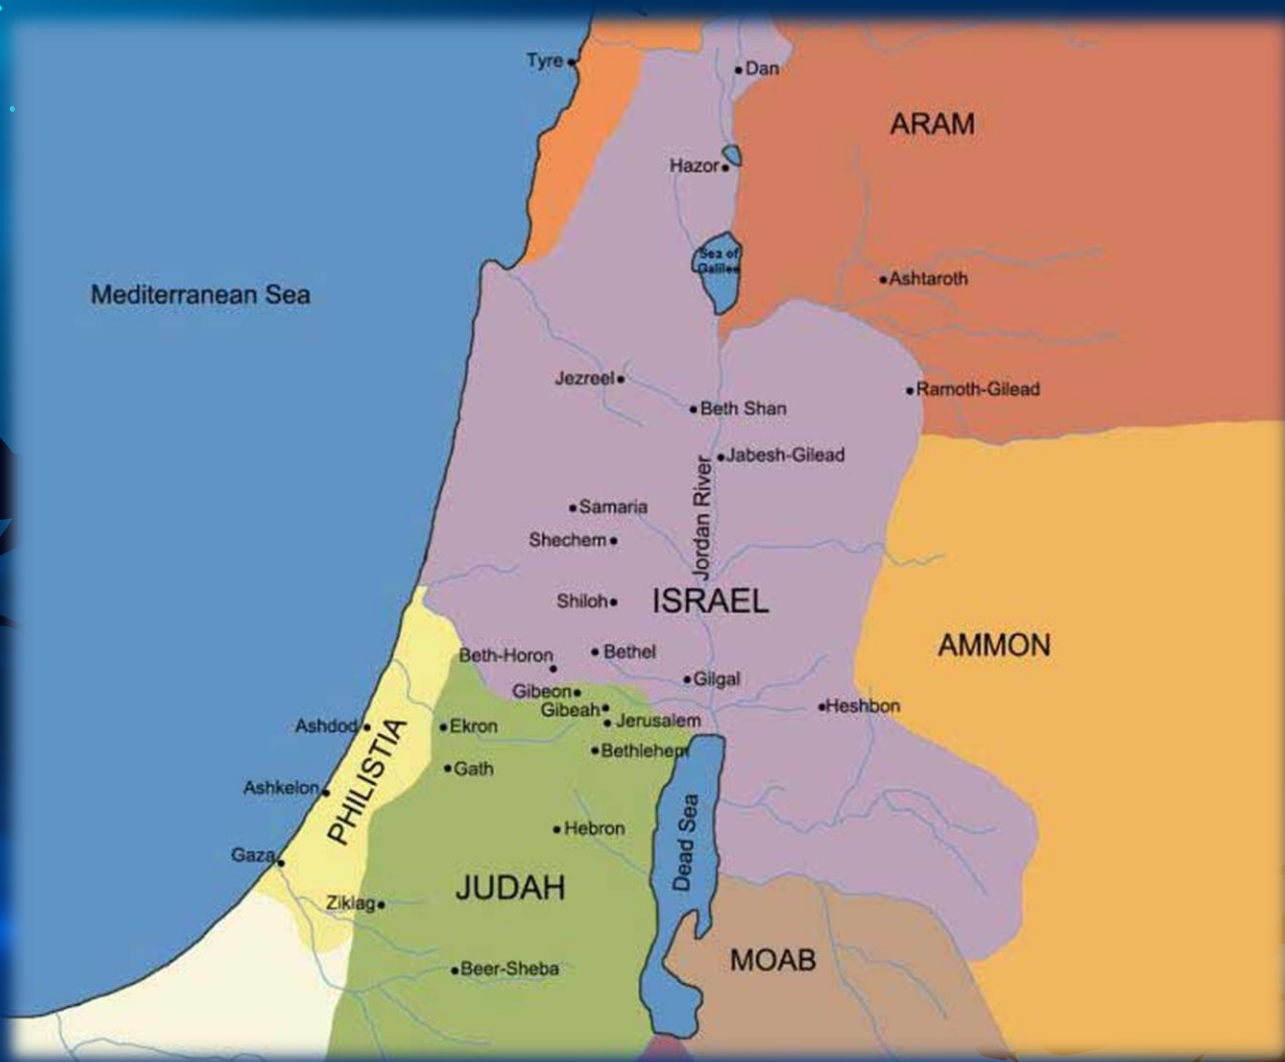 Tyre
Dan
ARAM
Hazor
Sea of
Galilee
Ashtaroth
Mediterranean Sea
Jezreel
Ramoth-Gilead
Beth Shan
Jabesh-Gilead
Jordan River
Samaria
Shechem
Shiloh
ISRAEL
AMMON
Beth-Horon
Bethel
Gilgal
Gibeon
Heshbon
Gibeah
Jerusalem
Ashdod
Ekron
PHILISTIA
Bethlehem
Gath
Ashkelon
Hebron
Dead Sea
Gaza
JUDAH
Ziklag
MOAB
Beer-Sheba